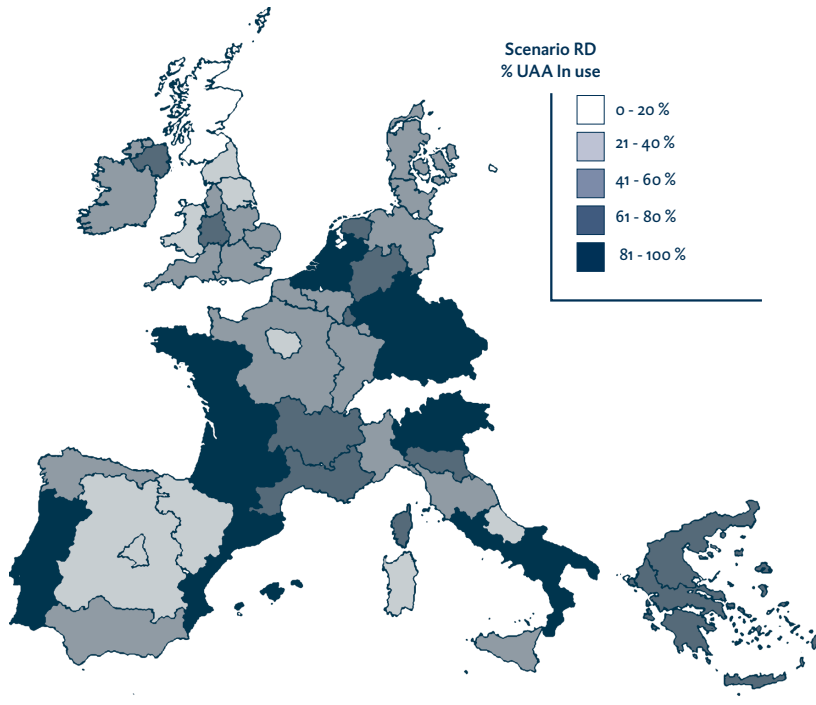 Scenario RD
% UAA In use
0 - 20 %
21 - 40 %
41 - 60 %
61 - 80 %
81 - 100 %